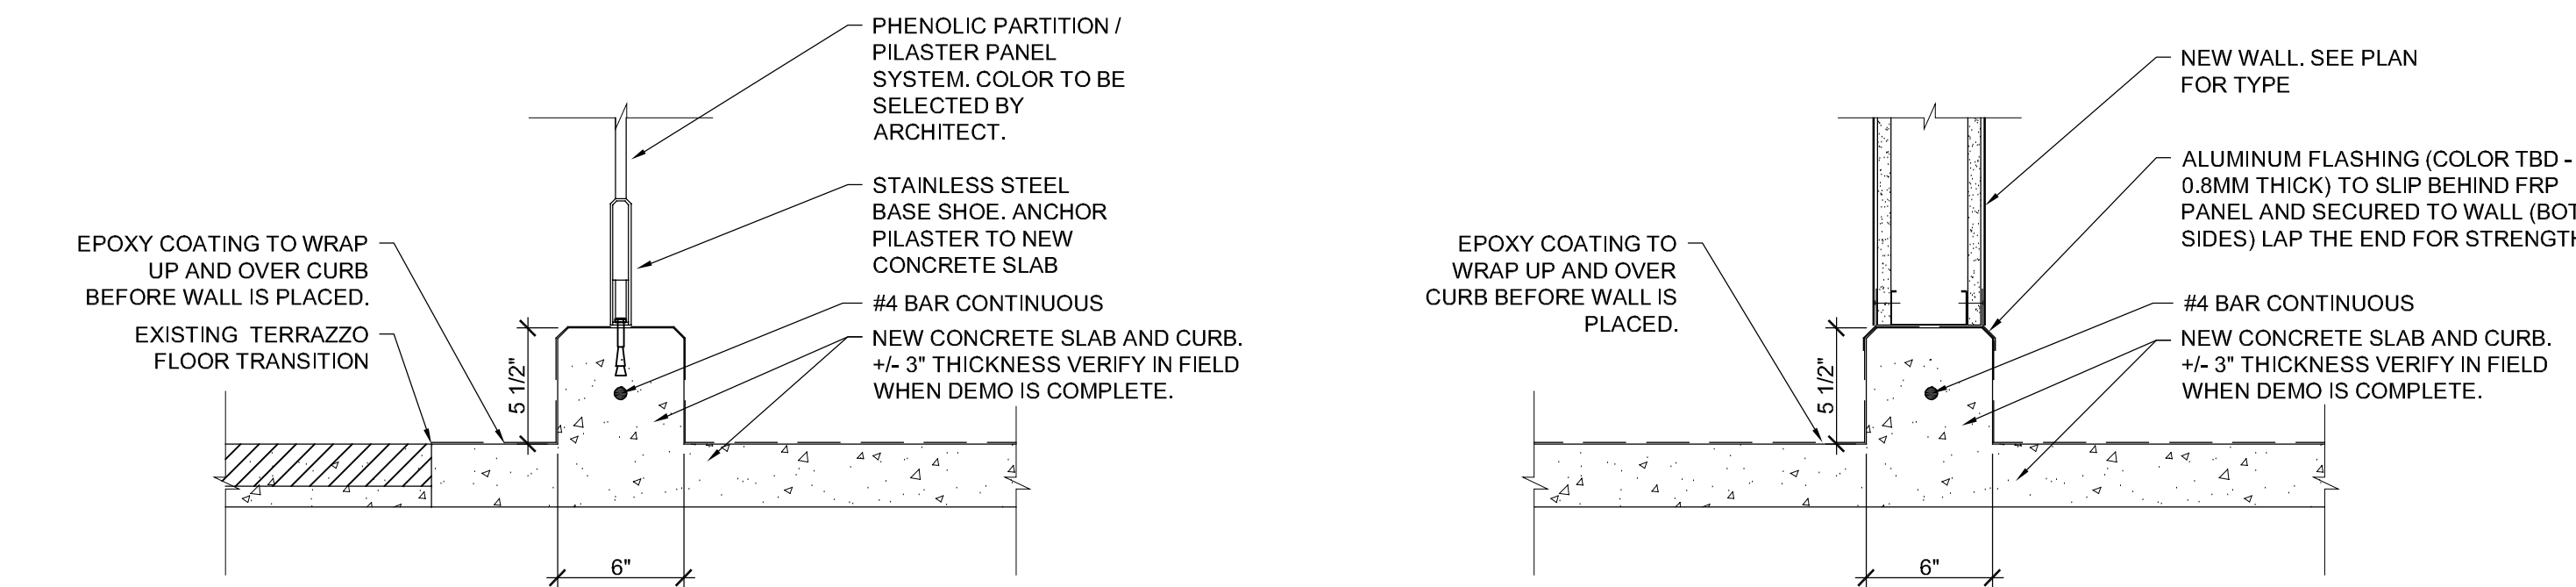 PHENOLIC PARTITION /
PILASTER PANEL
SYSTEM. COLOR TO BE
SELECTED BY
ARCHITECT.
STAINLESS STEEL
BASE SHOE. ANCHOR
PILASTER TO NEW
CONCRETE SLAB
EPOXY COATING TO WRAP
UP AND OVER CURB
BEFORE WALL IS PLACED.
EXISTING TERRAZZO
FLOOR TRANSITION
#4 BAR CONTINUOUS
NEW CONCRETE SLAB AND CURB.
+/- 3" THICKNESS VERIFY IN FIELD
WHEN DEMO IS COMPLETE.
5 1/2"
6"
NEW WALL. SEE PLAN
FOR TYPE
ALUMINUM FLASHING (COLOR TBD -
0.8MM THICK) TO SLIP BEHIND FRP
PANEL AND SECURED TO WALL
SIDES) LAP THE END FOR
EPOXY COATING TO
WRAP UP AND OVER
CURB BEFORE WALL IS
PLACED.
#4 BAR CONTINUOUS
NEW CONCRETE SLAB AND CURB.
+/- 3" THICKNESS VERIFY IN FIELD
WHEN DEMO IS COMPLETE.
5 1/2"
6"